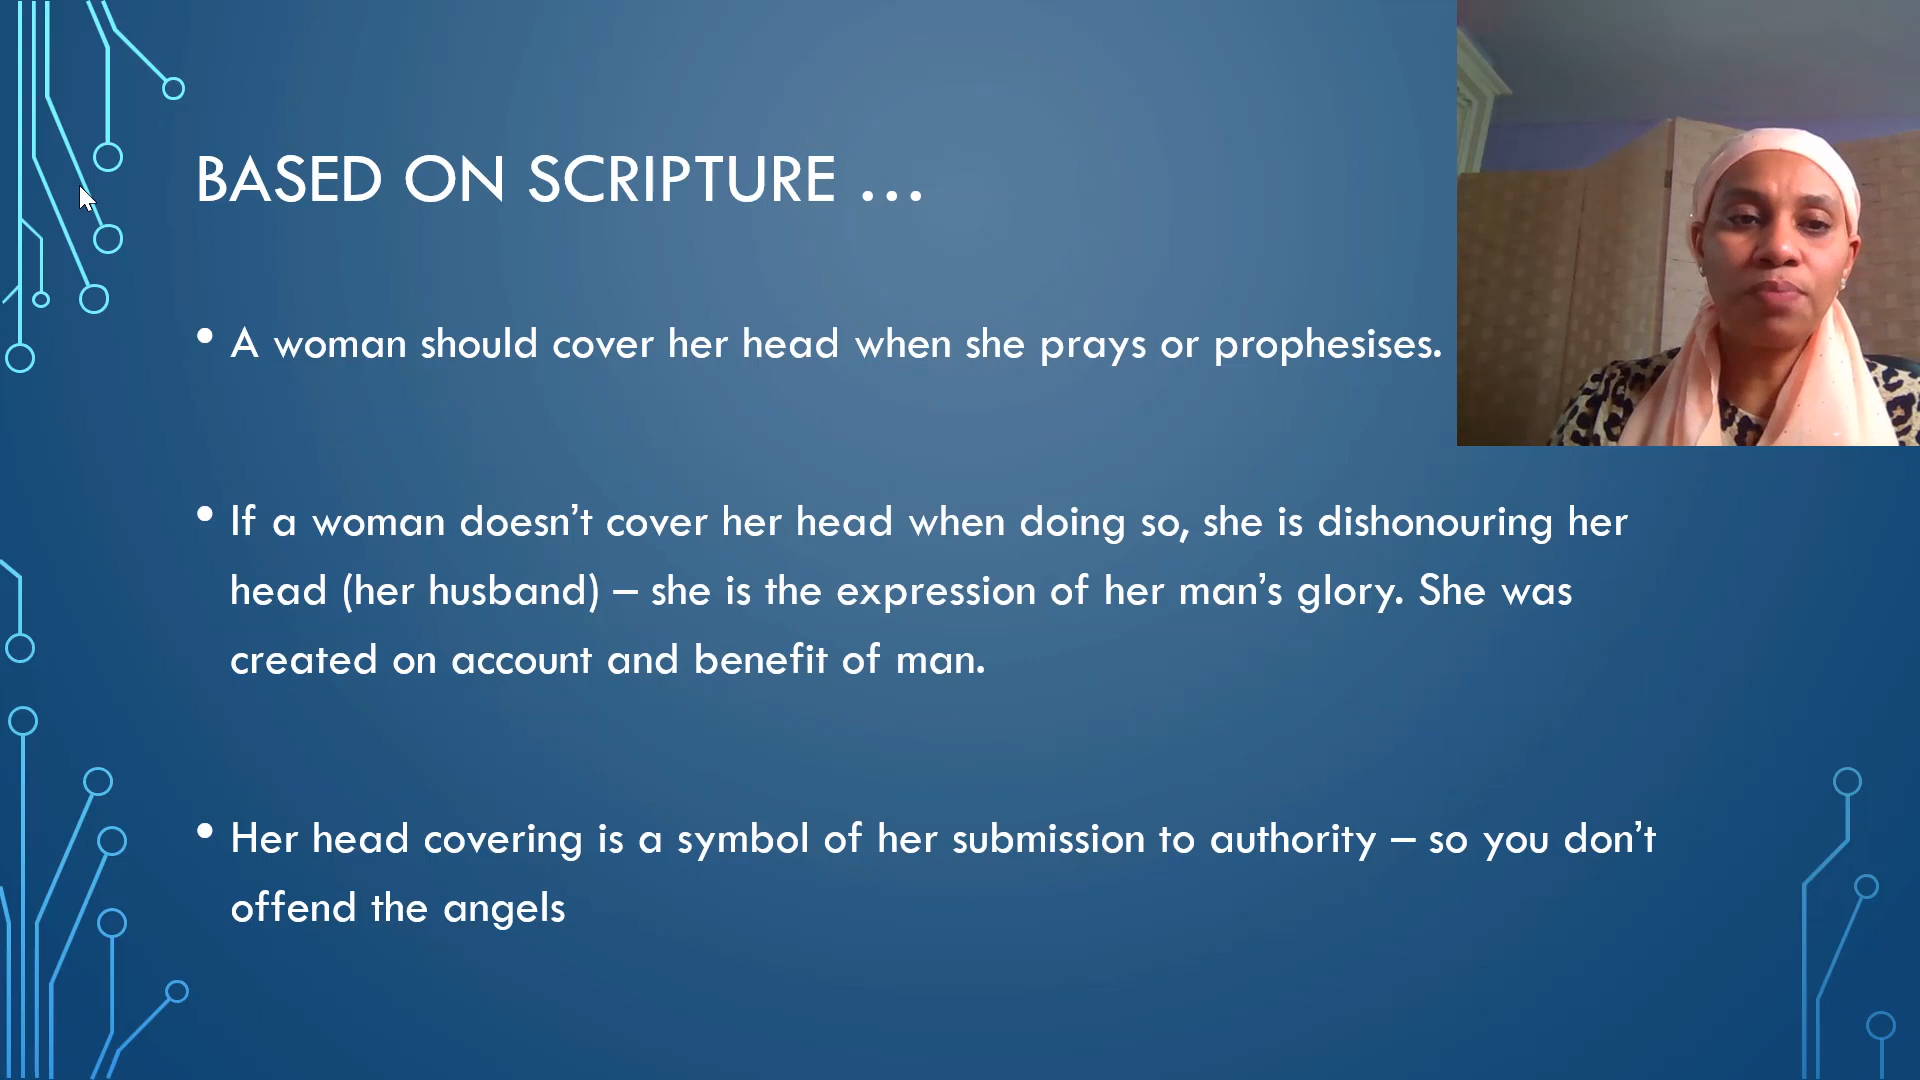 BASED ON SCRIPTURE ...
• A woman should cover her head when she prays or prophesises.
• If a woman doesn’t cover her head when doing so, she is dishonouring her
head (her husband) – she is the expression of her man’s glory. She was
created on account and benefit of man.
• Her head covering is a symbol of her submission to authority – so you don’t
offend the angels